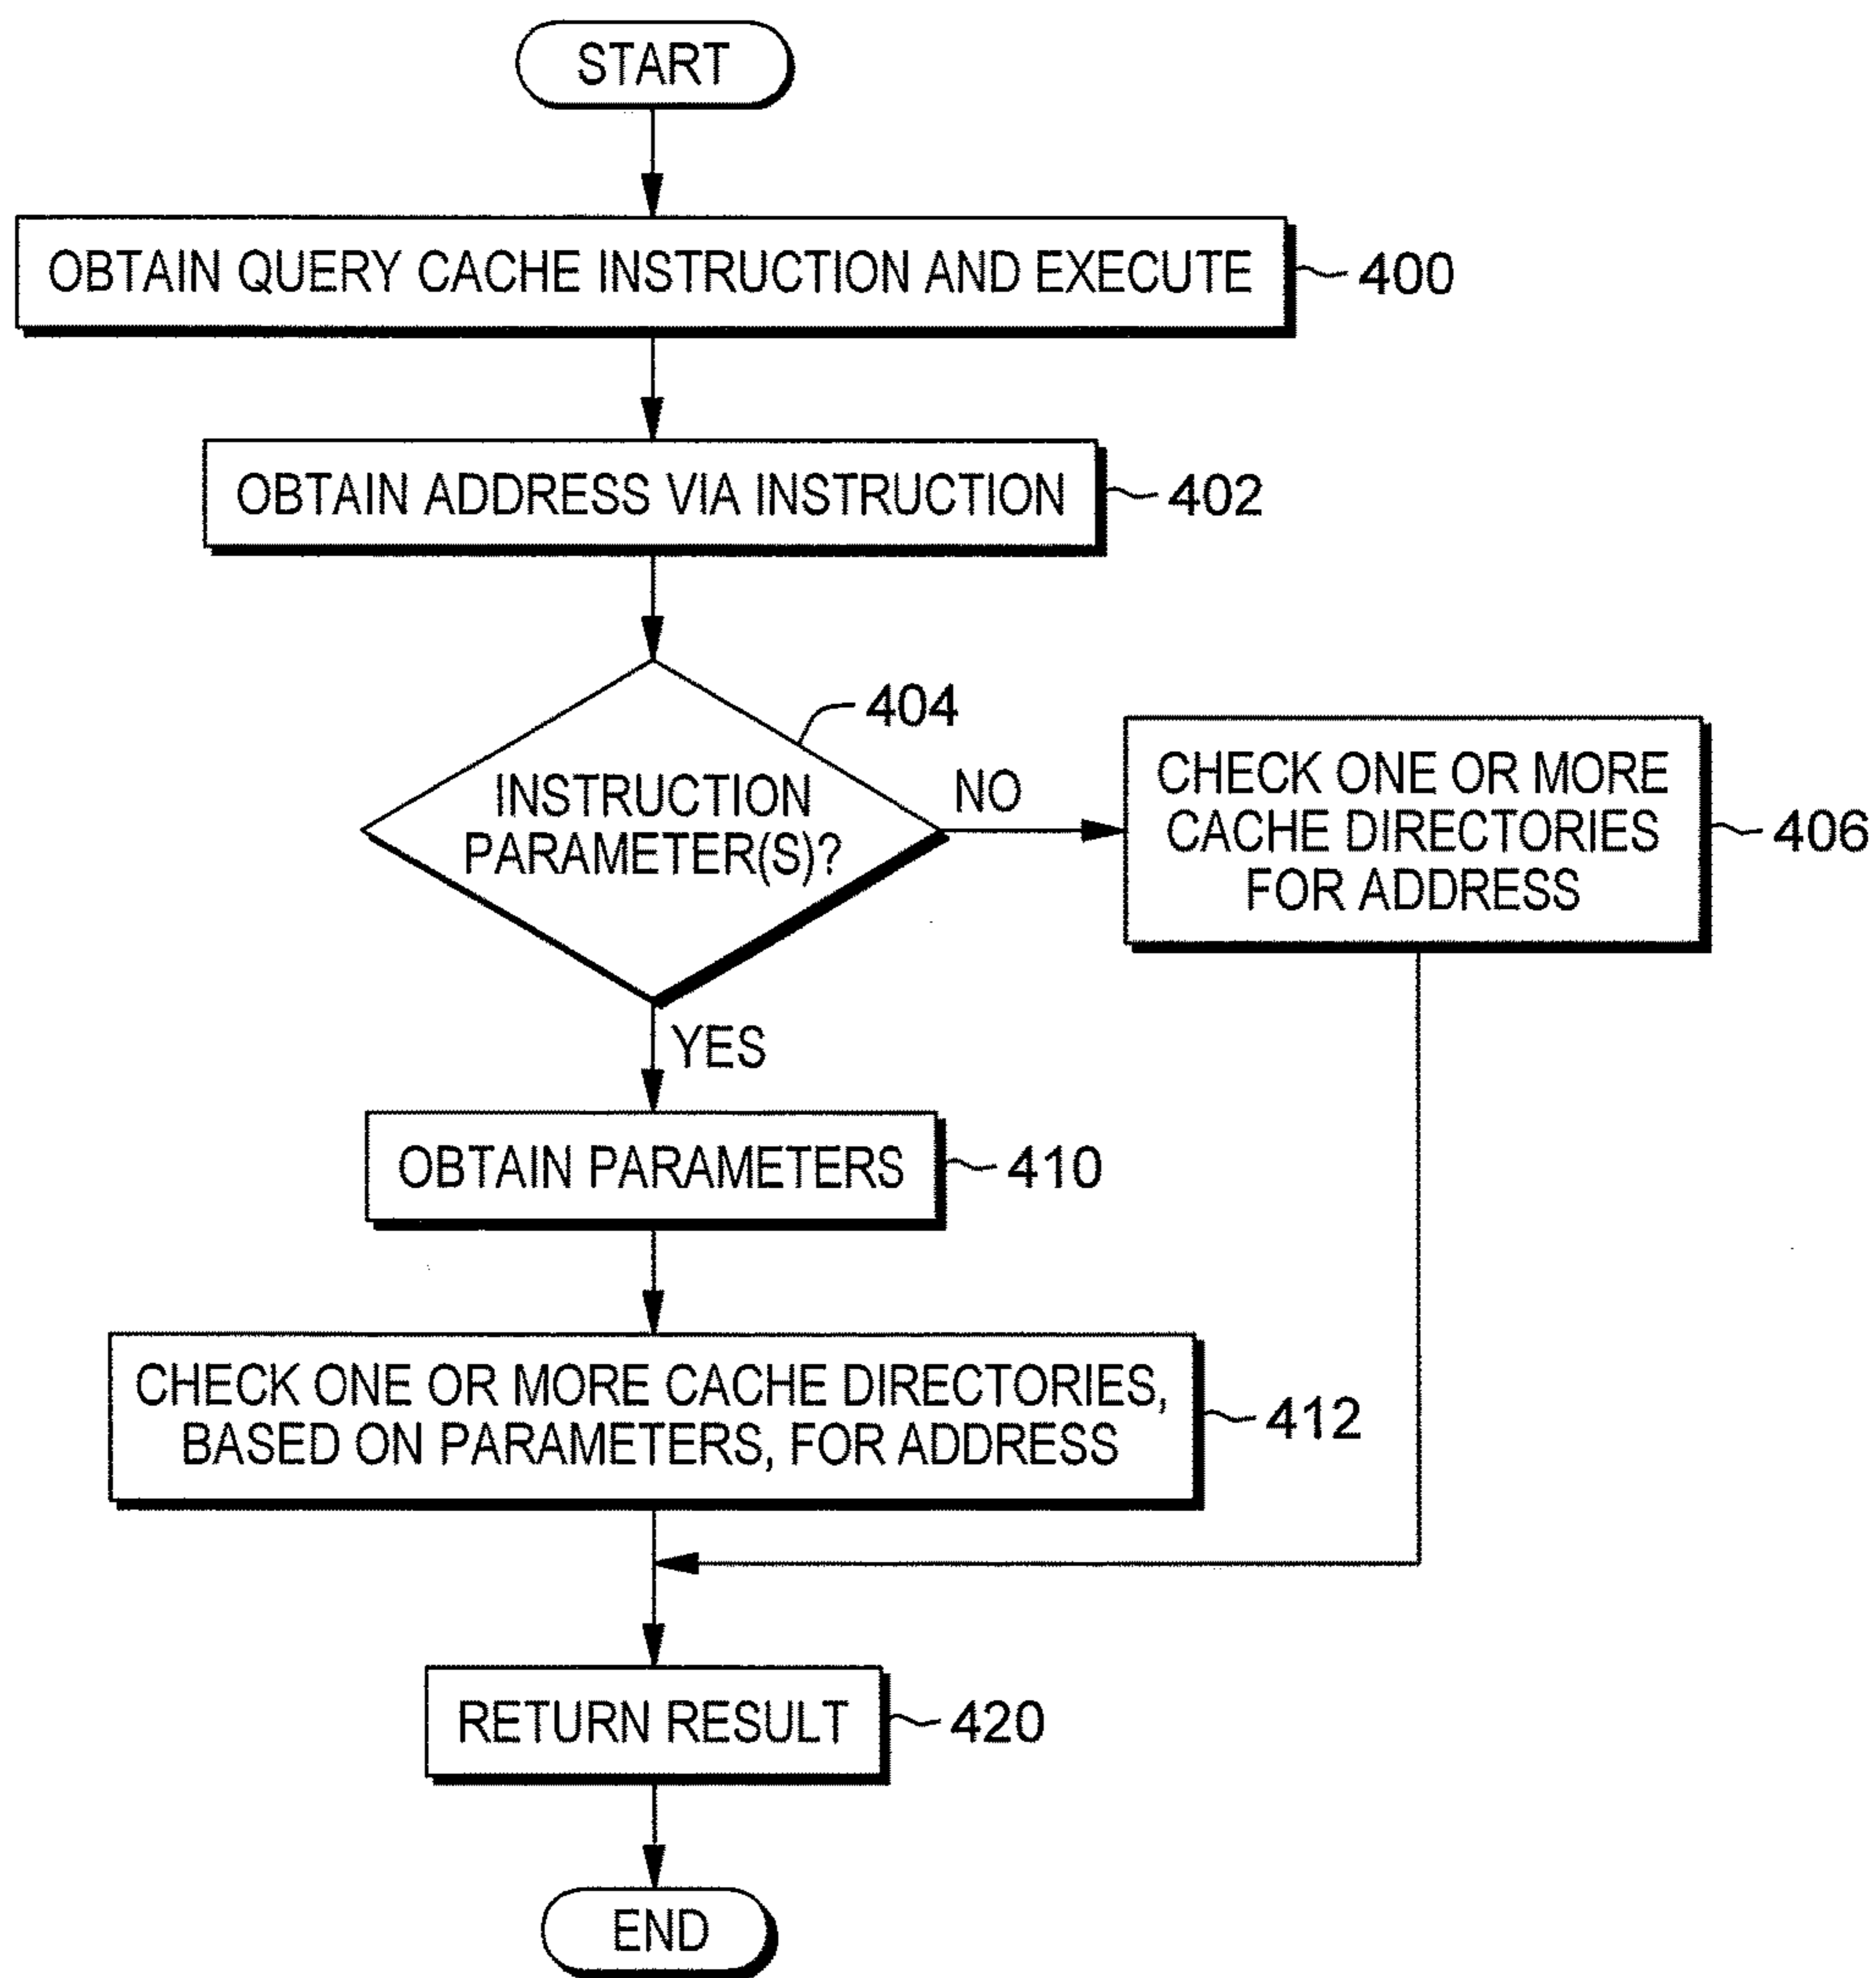 START
OBTAIN QUERY CACHE INSTRUCTION AND EXECUTE
400
OBTAIN ADDRESS VIA INSTRUCTION
402
404
INSTRUCTION
PARAMETER(S)?
NO
CHECK ONE OR MORE
CACHE DIRECTORIES
FOR ADDRESS
406
YES
OBTAIN PARAMETERS
410
CHECK ONE OR MORE CACHE DIRECTORIES,
BASED ON PARAMETERS, FOR ADDRESS
412
RETURN RESULT
420
END